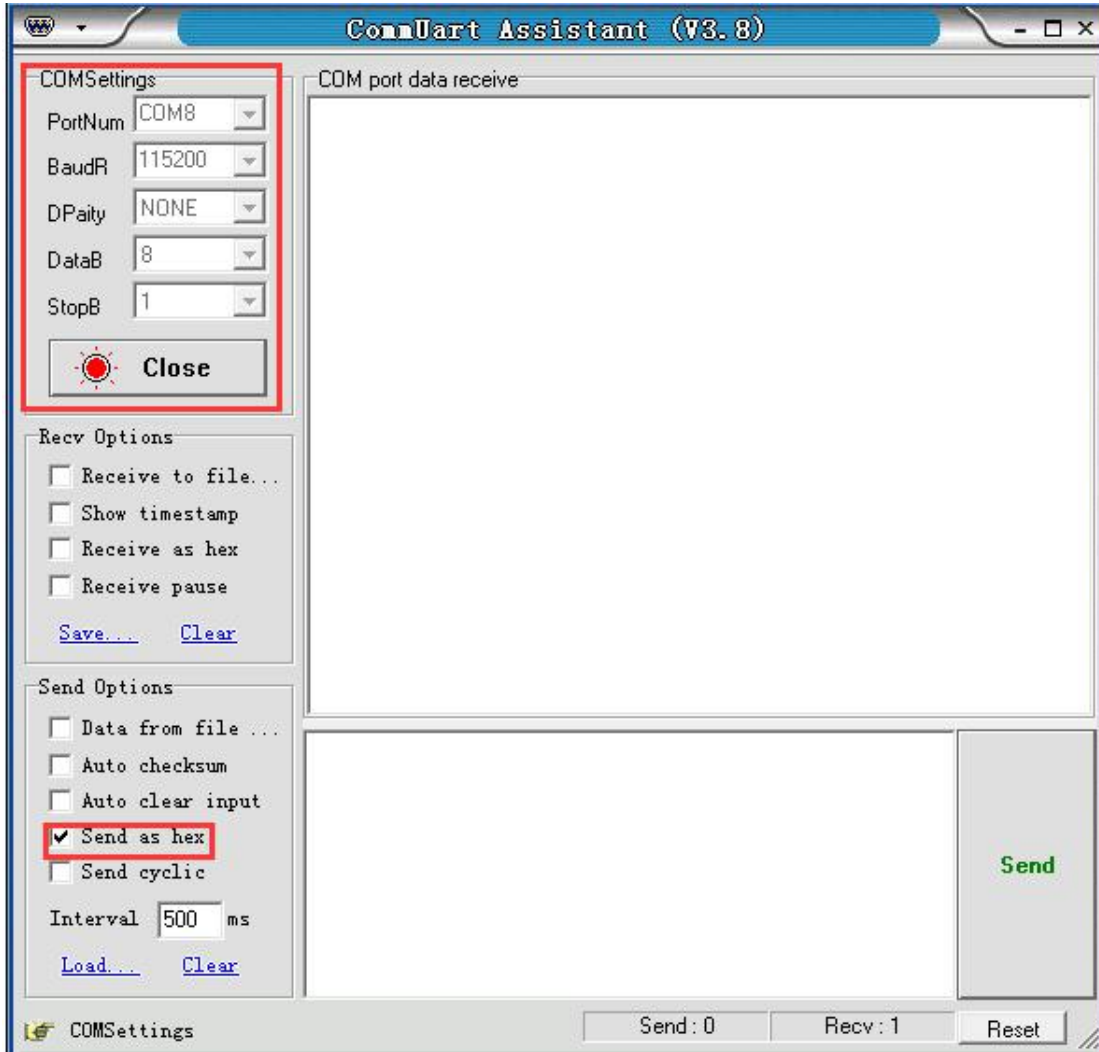 CommUart Assistant (V3.8)
COMSettings
PortNum COM8
BaudR 115200
DPaity NONE
DataB 8
StopB 1
Close
Recv Options
Receive to file...
Show timestamp
Receive as hex
Receive pause
Save... Clear
Send Options
Data from file ...
Auto checksum
Auto clear input
Send as hex
Send cyclic
Interval 500 ms
Load... Clear
COM port data receive
Send
COMSettings
Send : 0
Recv : 1
Reset